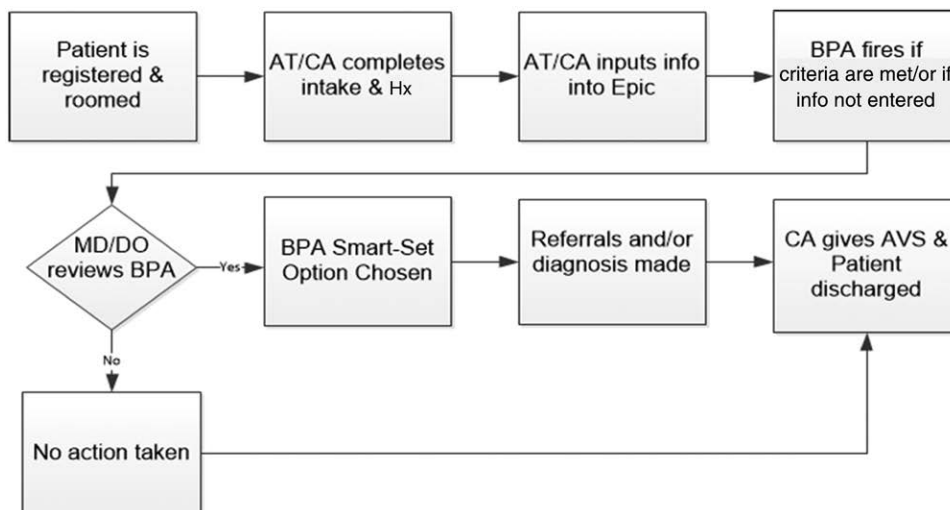 Patient is
registered &
roomed
AT/CA completes
intake & Hx
AT/CA inputs info
into Epic
BPA fires if
criteria are met/or if
info not entered
MD/DO
reviews BPA
Yes
BPA Smart-Set
Option Chosen
Referrals and/or
diagnosis made
CA gives AVS &
Patient
discharged
No
No action taken